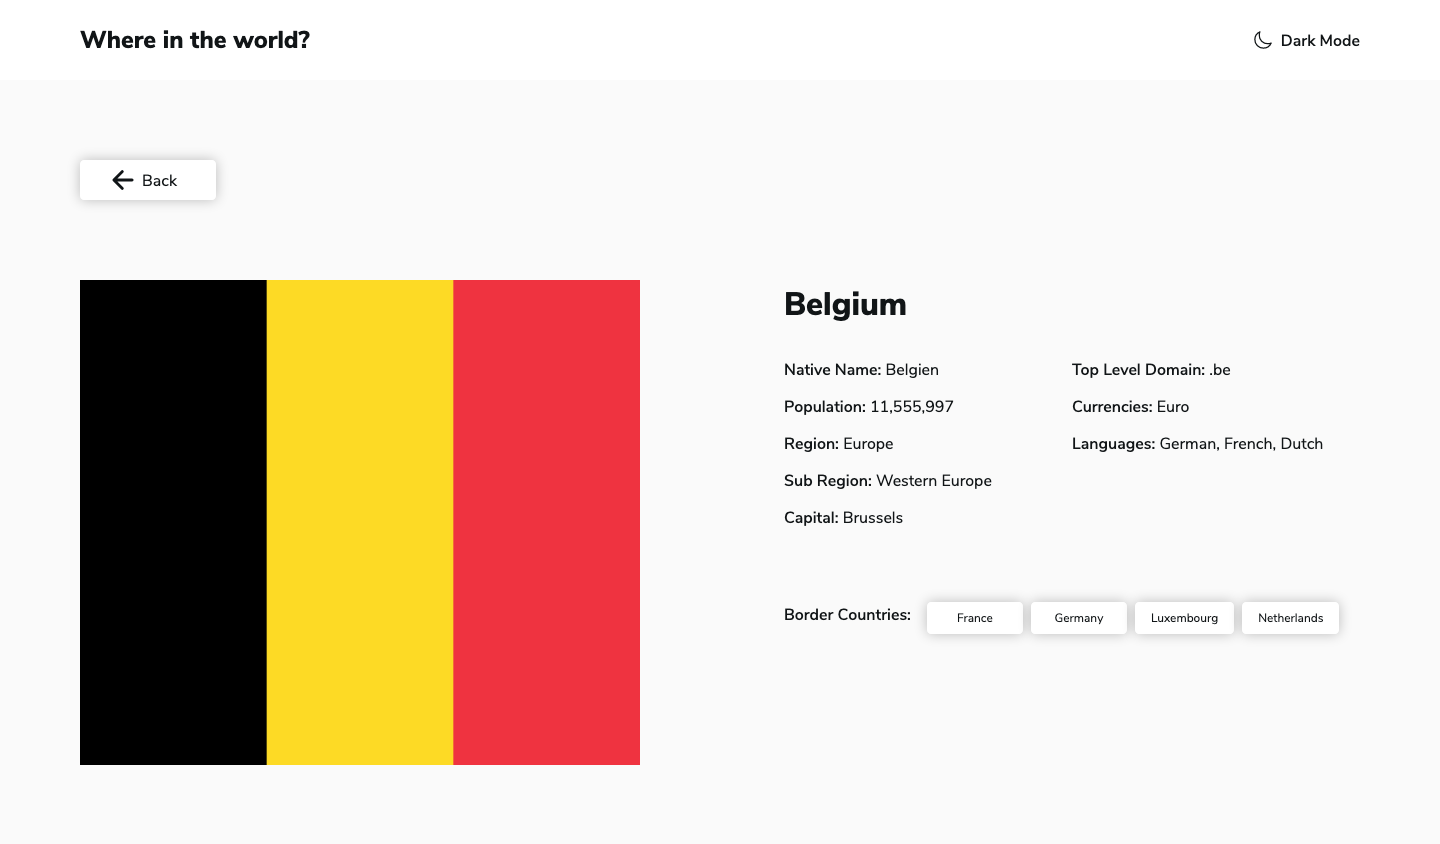 Where in the world?
Dark Mode
Back
Belgium
Native Name: Belgien
Population: 11,555,997
Region: Europe
Sub Region: Western Europe
Capital: Brussels
Top Level Domain: .be
Currencies: Euro
Languages: German, French, Dutch
Border Countries: France Germany Luxembourg Netherlands